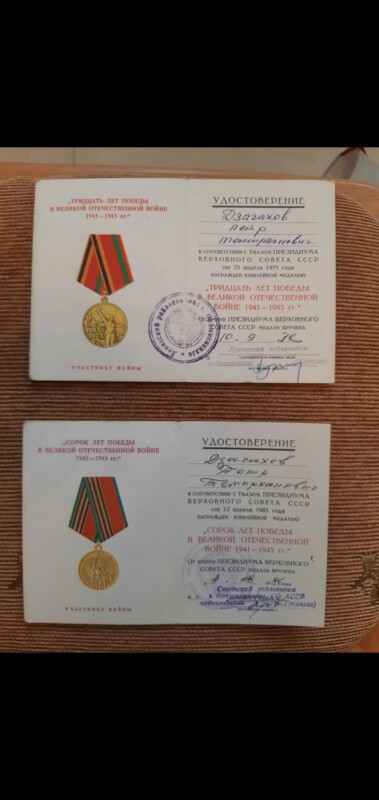 „ТРИДЦАТЬ ЛЕТ ПОБЕДЫ
В ВЕЛИКОЙ ОТЕЧЕСТВЕННОЙ ВОЙНЕ
1941—1945 гг."
УЧАСТНИКУ ВОЙНЫ
УДОСТОВЕРЕНИЕ
Дзагахов
Петр
в соответствии с Указом ПРЕЗИДИУМА
ВЕРХОВНОГО СОВЕТА СССР
от 25 апреля 1975 года
НАГРАЖДЕН ЮБИЛЕЙНОЙ МЕДАЛЬЮ
„ТРИДЦАТЬ ЛЕТ ПОБЕДЫ
В ВЕЛИКОЙ ОТЕЧЕСТВЕННОЙ
ВОЙНЕ 1941—1945 гг."
От имени ПРЕЗИДИУМА ВЕРХОВНОГО
СОВЕТА СССР МЕДАЛЬ ВРУЧЕНА
„СОРОК ЛЕТ ПОБЕДЫ
В ВЕЛИКОЙ ОТЕЧЕСТВЕННОЙ ВОЙНЕ
1941—1945 гг."
УЧАСТНИКУ ВОЙНЫ
УДОСТОВЕРЕНИЕ
Петр
Темирханович
в соответствии с Указом ПРЕЗИДИУМА
ВЕРХОВНОГО СОВЕТА СССР
от 12 апреля 1985 года
НАГРАЖДЕН ЮБИЛЕЙНОЙ МЕДАЛЬЮ
„СОРОК ЛЕТ ПОБЕДЫ
В ВЕЛИКОЙ ОТЕЧЕСТВЕННОЙ
ВОЙНЕ 1941—1945 гг."
От имени ПРЕЗИДИУМА ВЕРХОВНОГО
СОВЕТА СССР МЕДАЛЬ ВРУЧЕНА